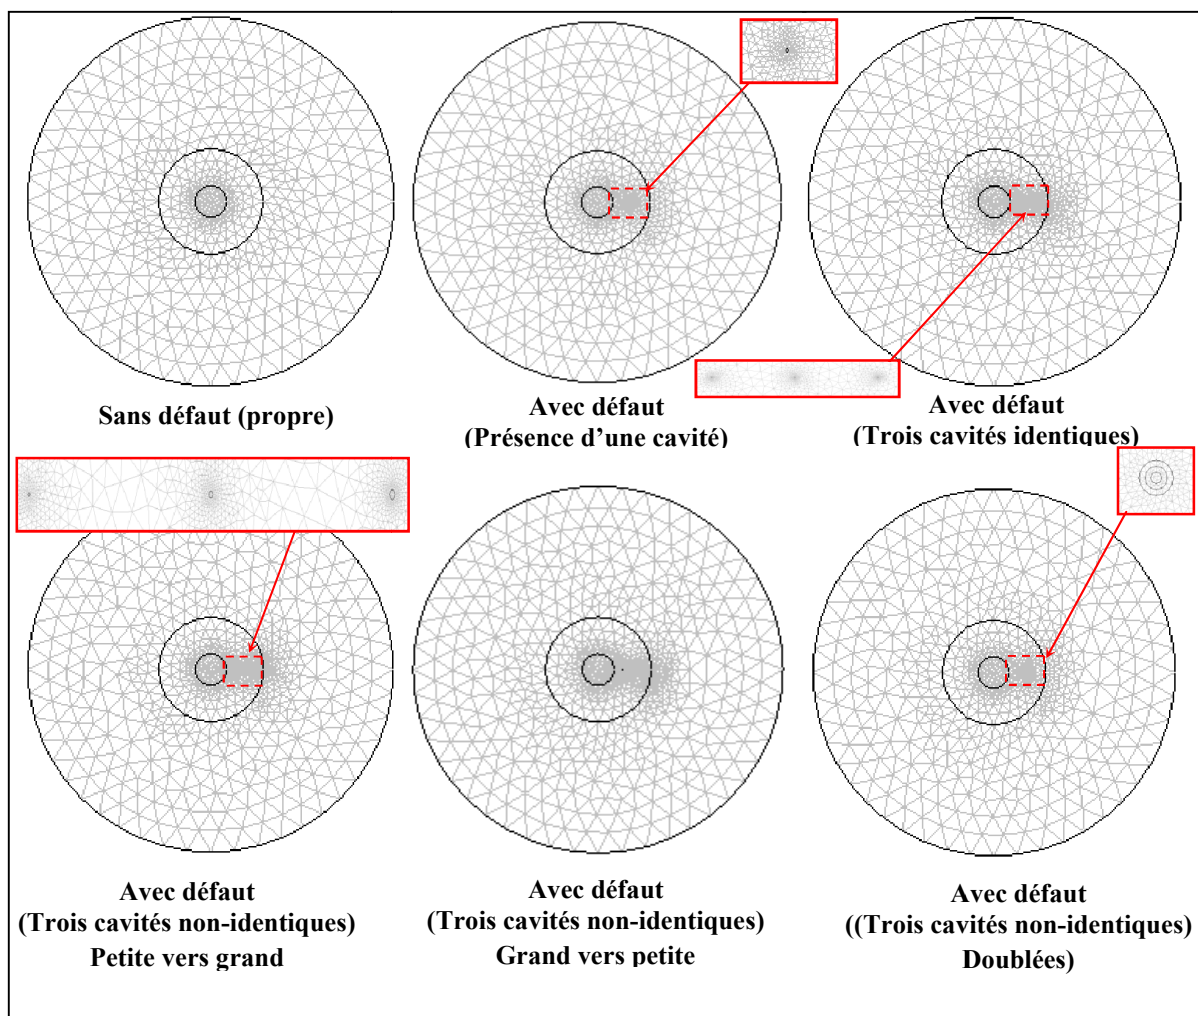 Sans défaut (propre)
Avec défaut
(Présence d’une cavité)
Avec défaut
(Trois cavités identiques)
Avec défaut
(Trois cavités non-identiques)
Petite vers grand
Avec défaut
(Trois cavités non-identiques)
Grand vers petite
Avec défaut
((Trois cavités non-identiques)
Doublées)